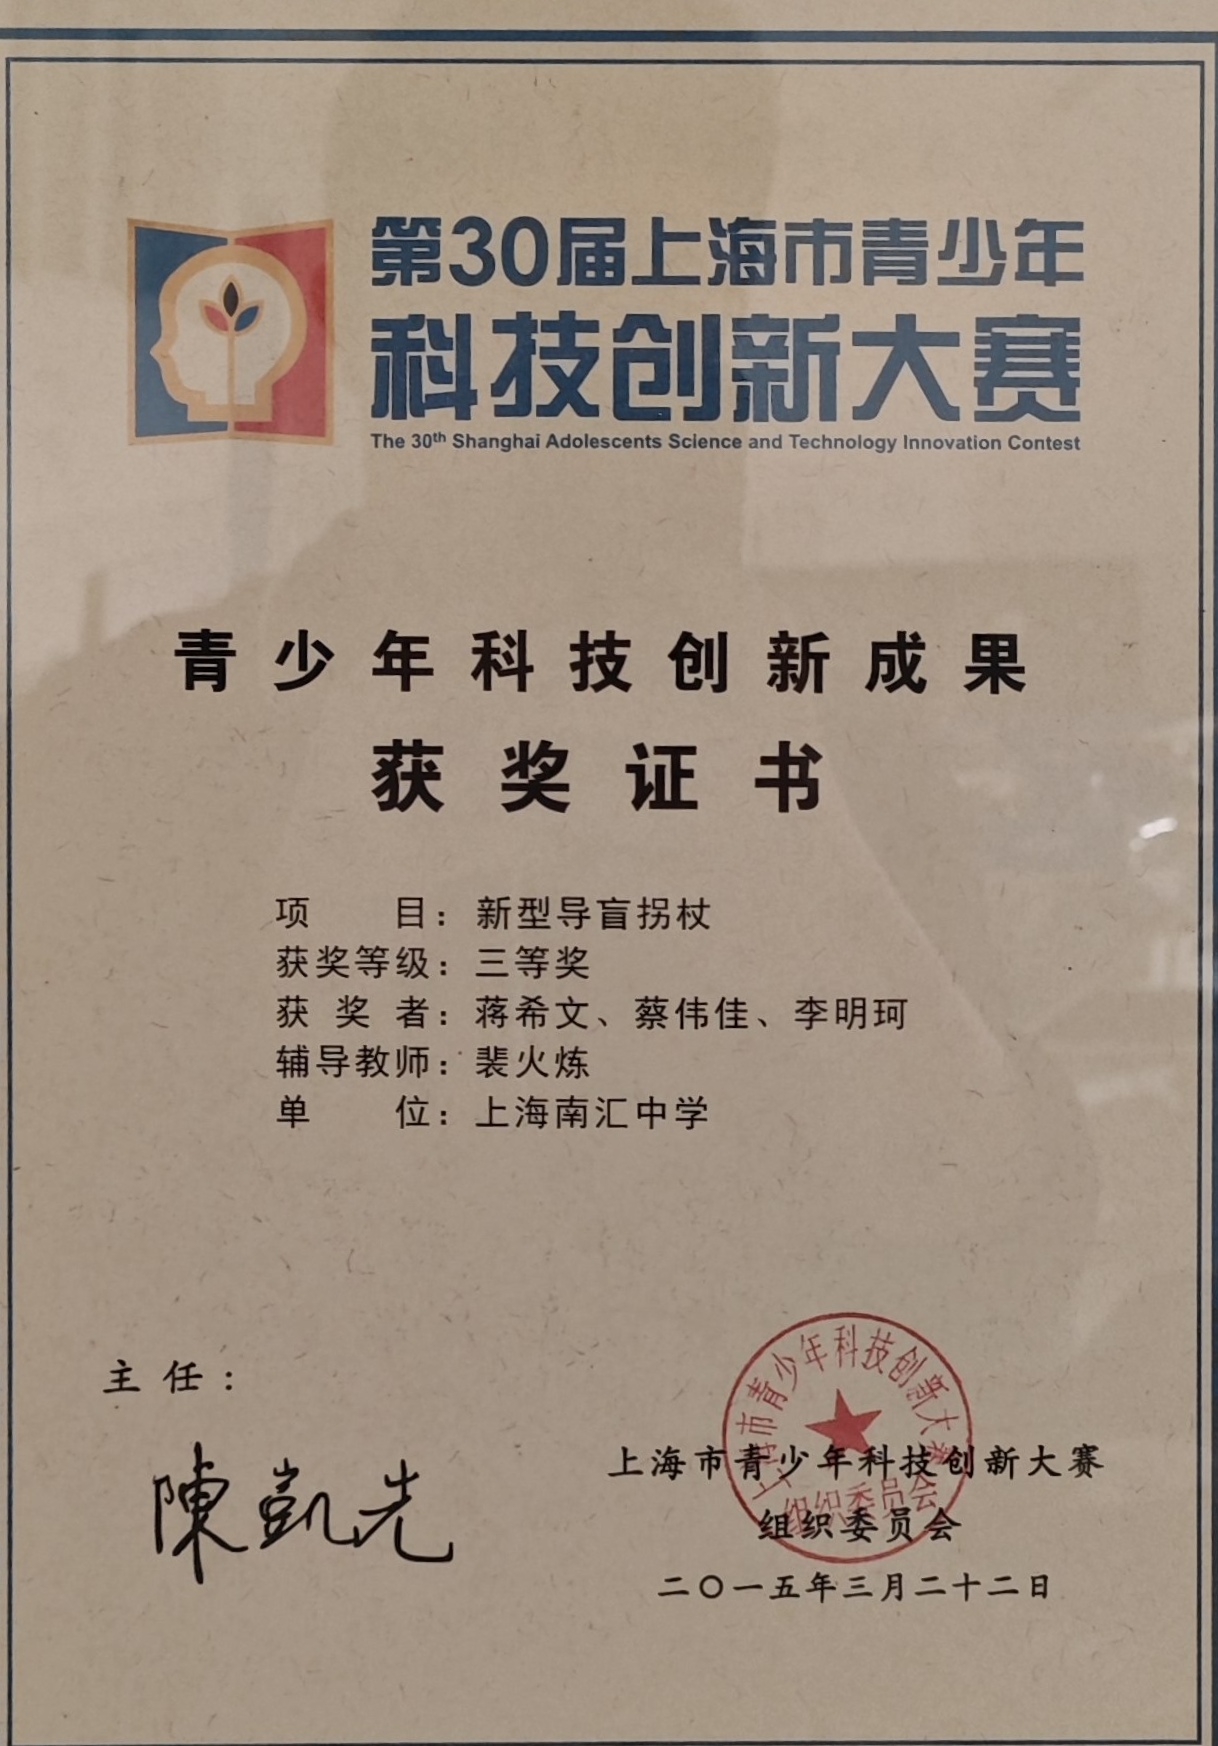 第30届上海市青少年
科技创新大赛
The 30th Shanghai Adolescents Science and Technology Innovation Contest
青少年科技创新成果
获奖证书
项 目：新型导盲拐杖
获奖等级：三等奖
获奖者：蒋希文、蔡伟佳、李明珂
辅导教师：裴火炼
单 位：上海南汇中学
主任：
陳凱先
上海市青少年科技创新大赛
组织委员会
上海市青少年科技创新大赛
组织委员会
二〇一五年三月二十二日